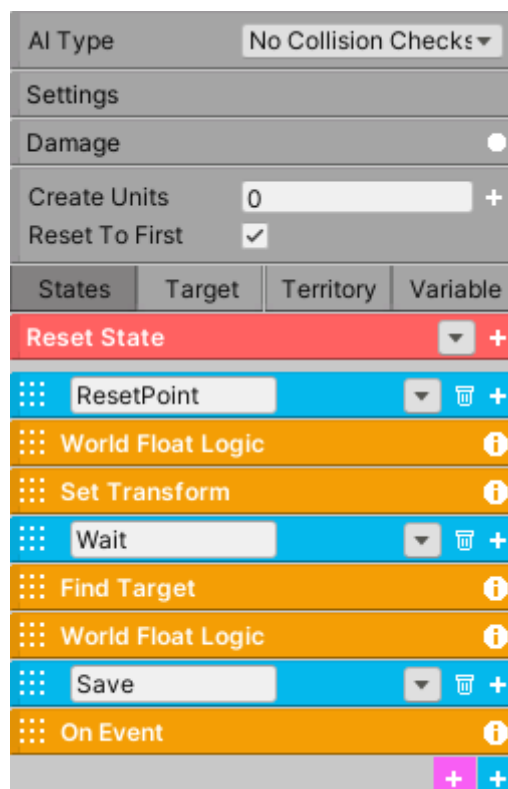 AI Type No Collision Checks
Settings
Damage
Create Units 0
Reset To First
States Target Territory Variable
Reset State
ResetPoint
World Float Logic
Set Transform
Wait
Find Target
World Float Logic
Save
On Event